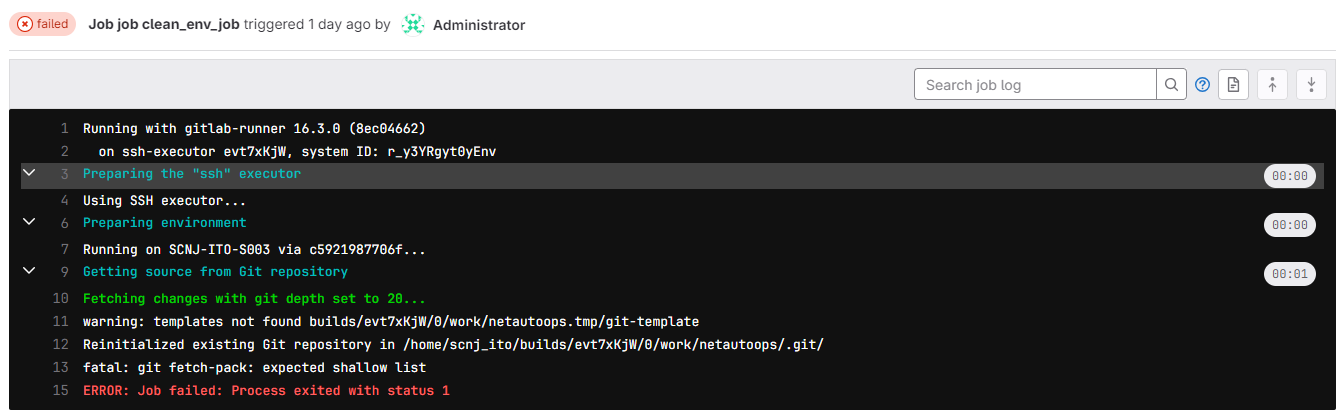 failed Job job clean_env_job triggered 1 day ago by Administrator
Search job log
1 Running with gitlab-runner 16.3.0 (8ec04662)
2 on ssh-executor evt7xKjW, system ID: r_y3YRgyt0yEnv
3 Preparing the "ssh" executor 00:00
4 Using SSH executor...
6 Preparing environment 00:00
7 Running on SCNJ-ITO-S003 via c5921987706f...
9 Getting source from Git repository 00:01
10 Fetching changes with git depth set to 20...
11 warning: templates not found builds/evt7xKjW/0/work/netautoops.tmp/git-template
12 Reinitialized existing Git repository in /home/scnj_ito/builds/evt7xKjW/0/work/netautoops/.git/
13 fatal: git fetch-pack: expected shallow list
15 ERROR: Job failed: Process exited with status 1